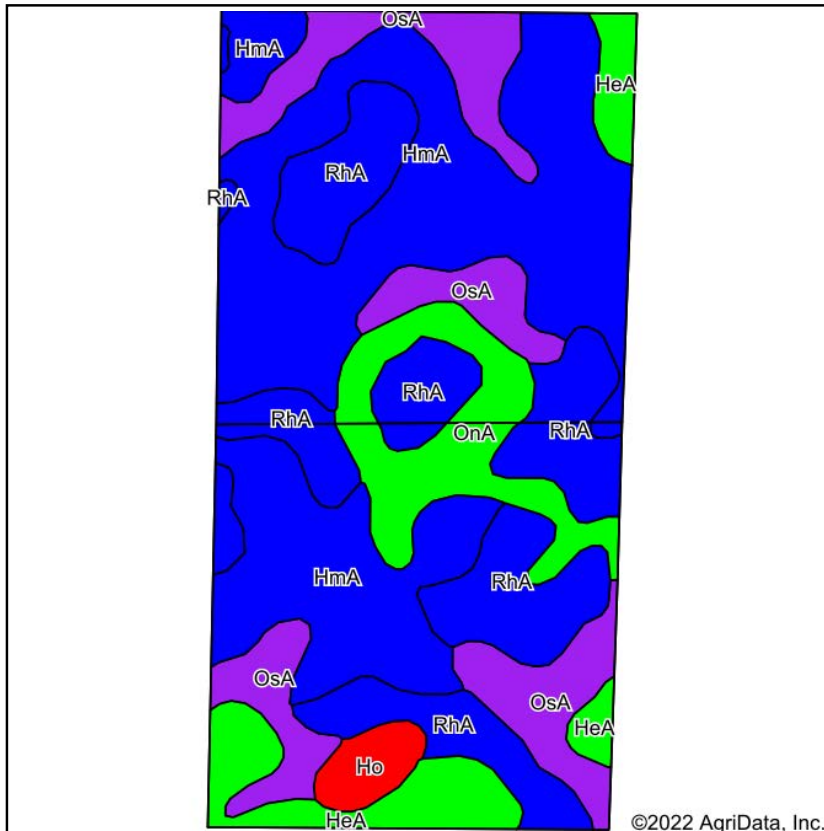 OsA
HmA
HeA
HmA
RhA
RhA
OsA
RhA
RhA
RhA
OnA
HmA
RhA
OsA
OsA
RhA
HeA
Ho
HeA
©2022 AgriData, Inc.